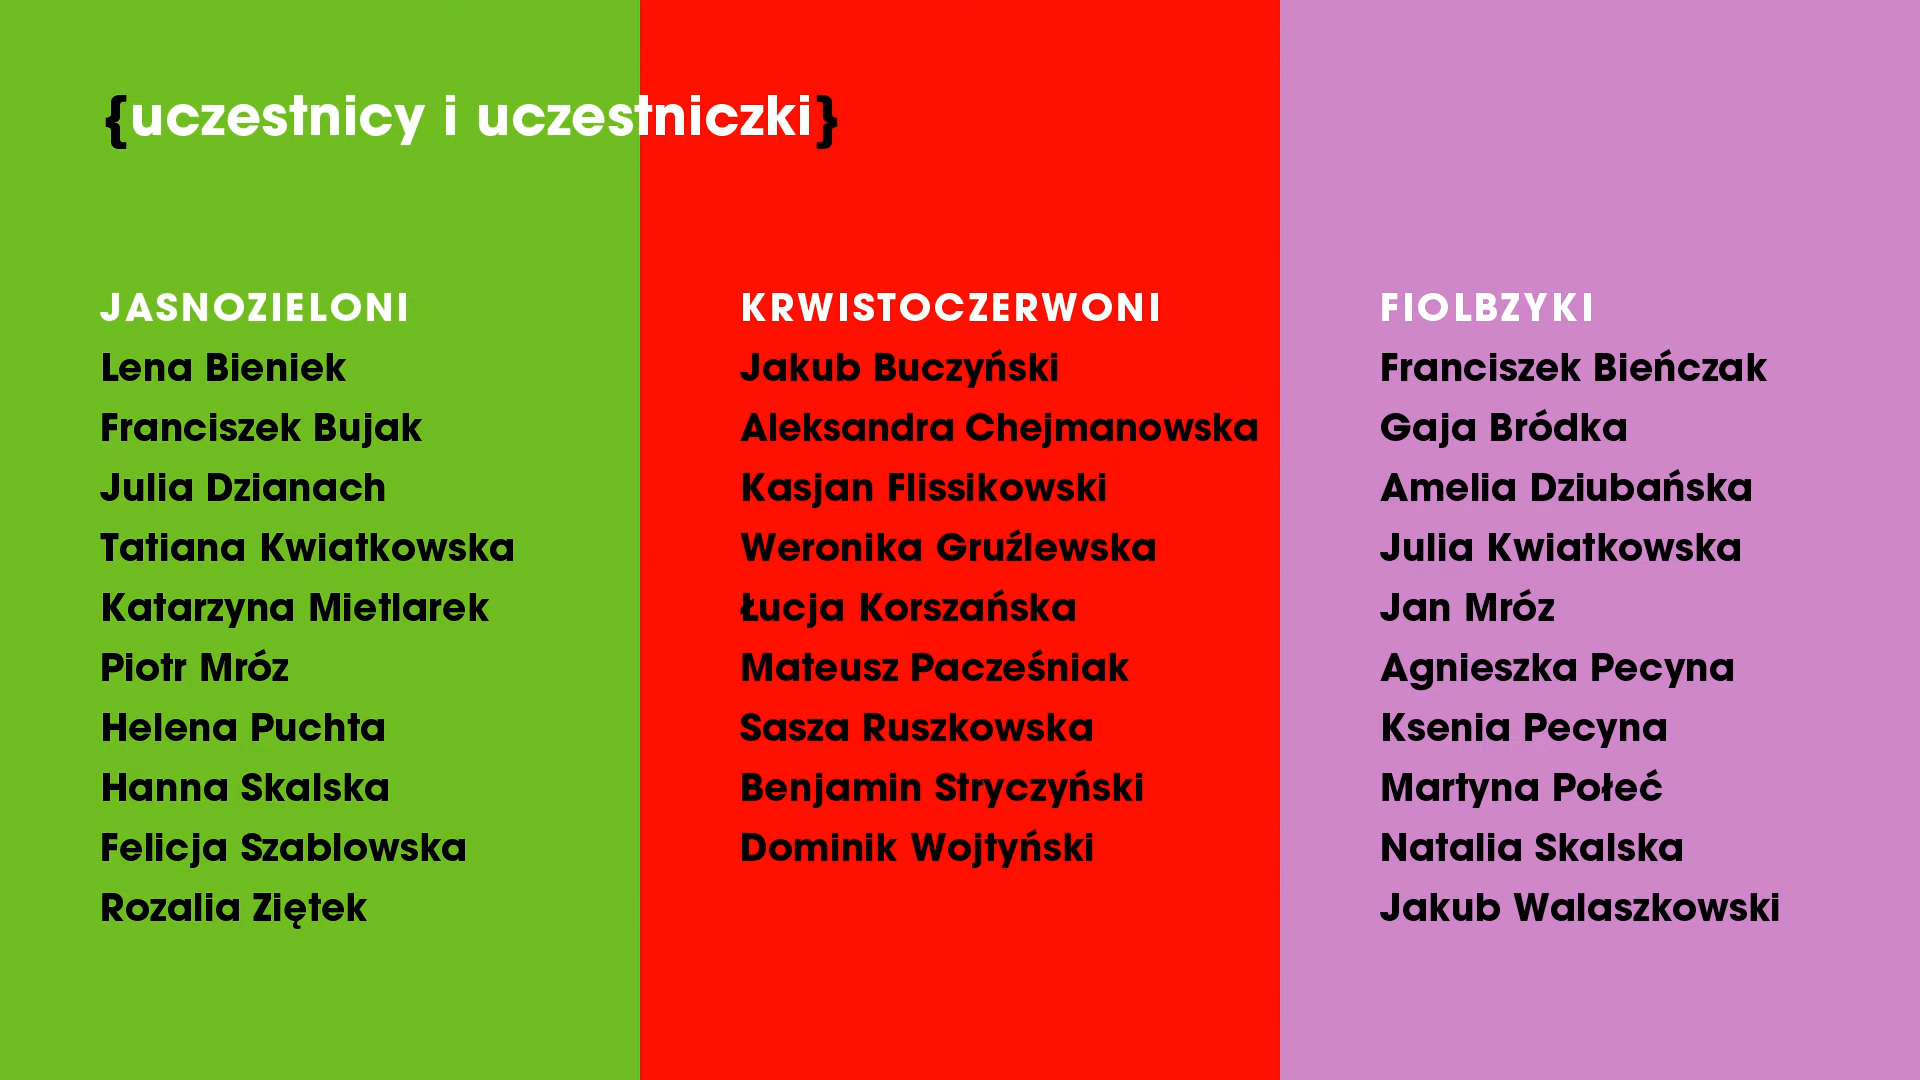 {uczestnicy i uczestniczki}
JASNOZIELONI
Lena Bieniek
Franciszek Bujak
Julia Dzianach
Tatiana Kwiatkowska
Katarzyna Mietlarek
Piotr Mróz
Helena Puchta
Hanna Skalska
Felicja Szablowska
Rozalia Ziętek
KRWISTOCZERWONI
Jakub Buczyński
Aleksandra Chejmanowska
Kasjan Flissikowski
Weronika Gruźlewska
Łucja Korszańska
Mateusz Pacześniak
Sasza Ruszkowska
Benjamin Stryczyński
Dominik Wojtyński
FIOLBZYKI
Franciszek Bieńczak
Gaja Bródka
Amelia Dziubańska
Julia Kwiatkowska
Jan Mróz
Agnieszka Pecyna
Ksenia Pecyna
Martyna Połeć
Natalia Skalska
Jakub Walaszkowski